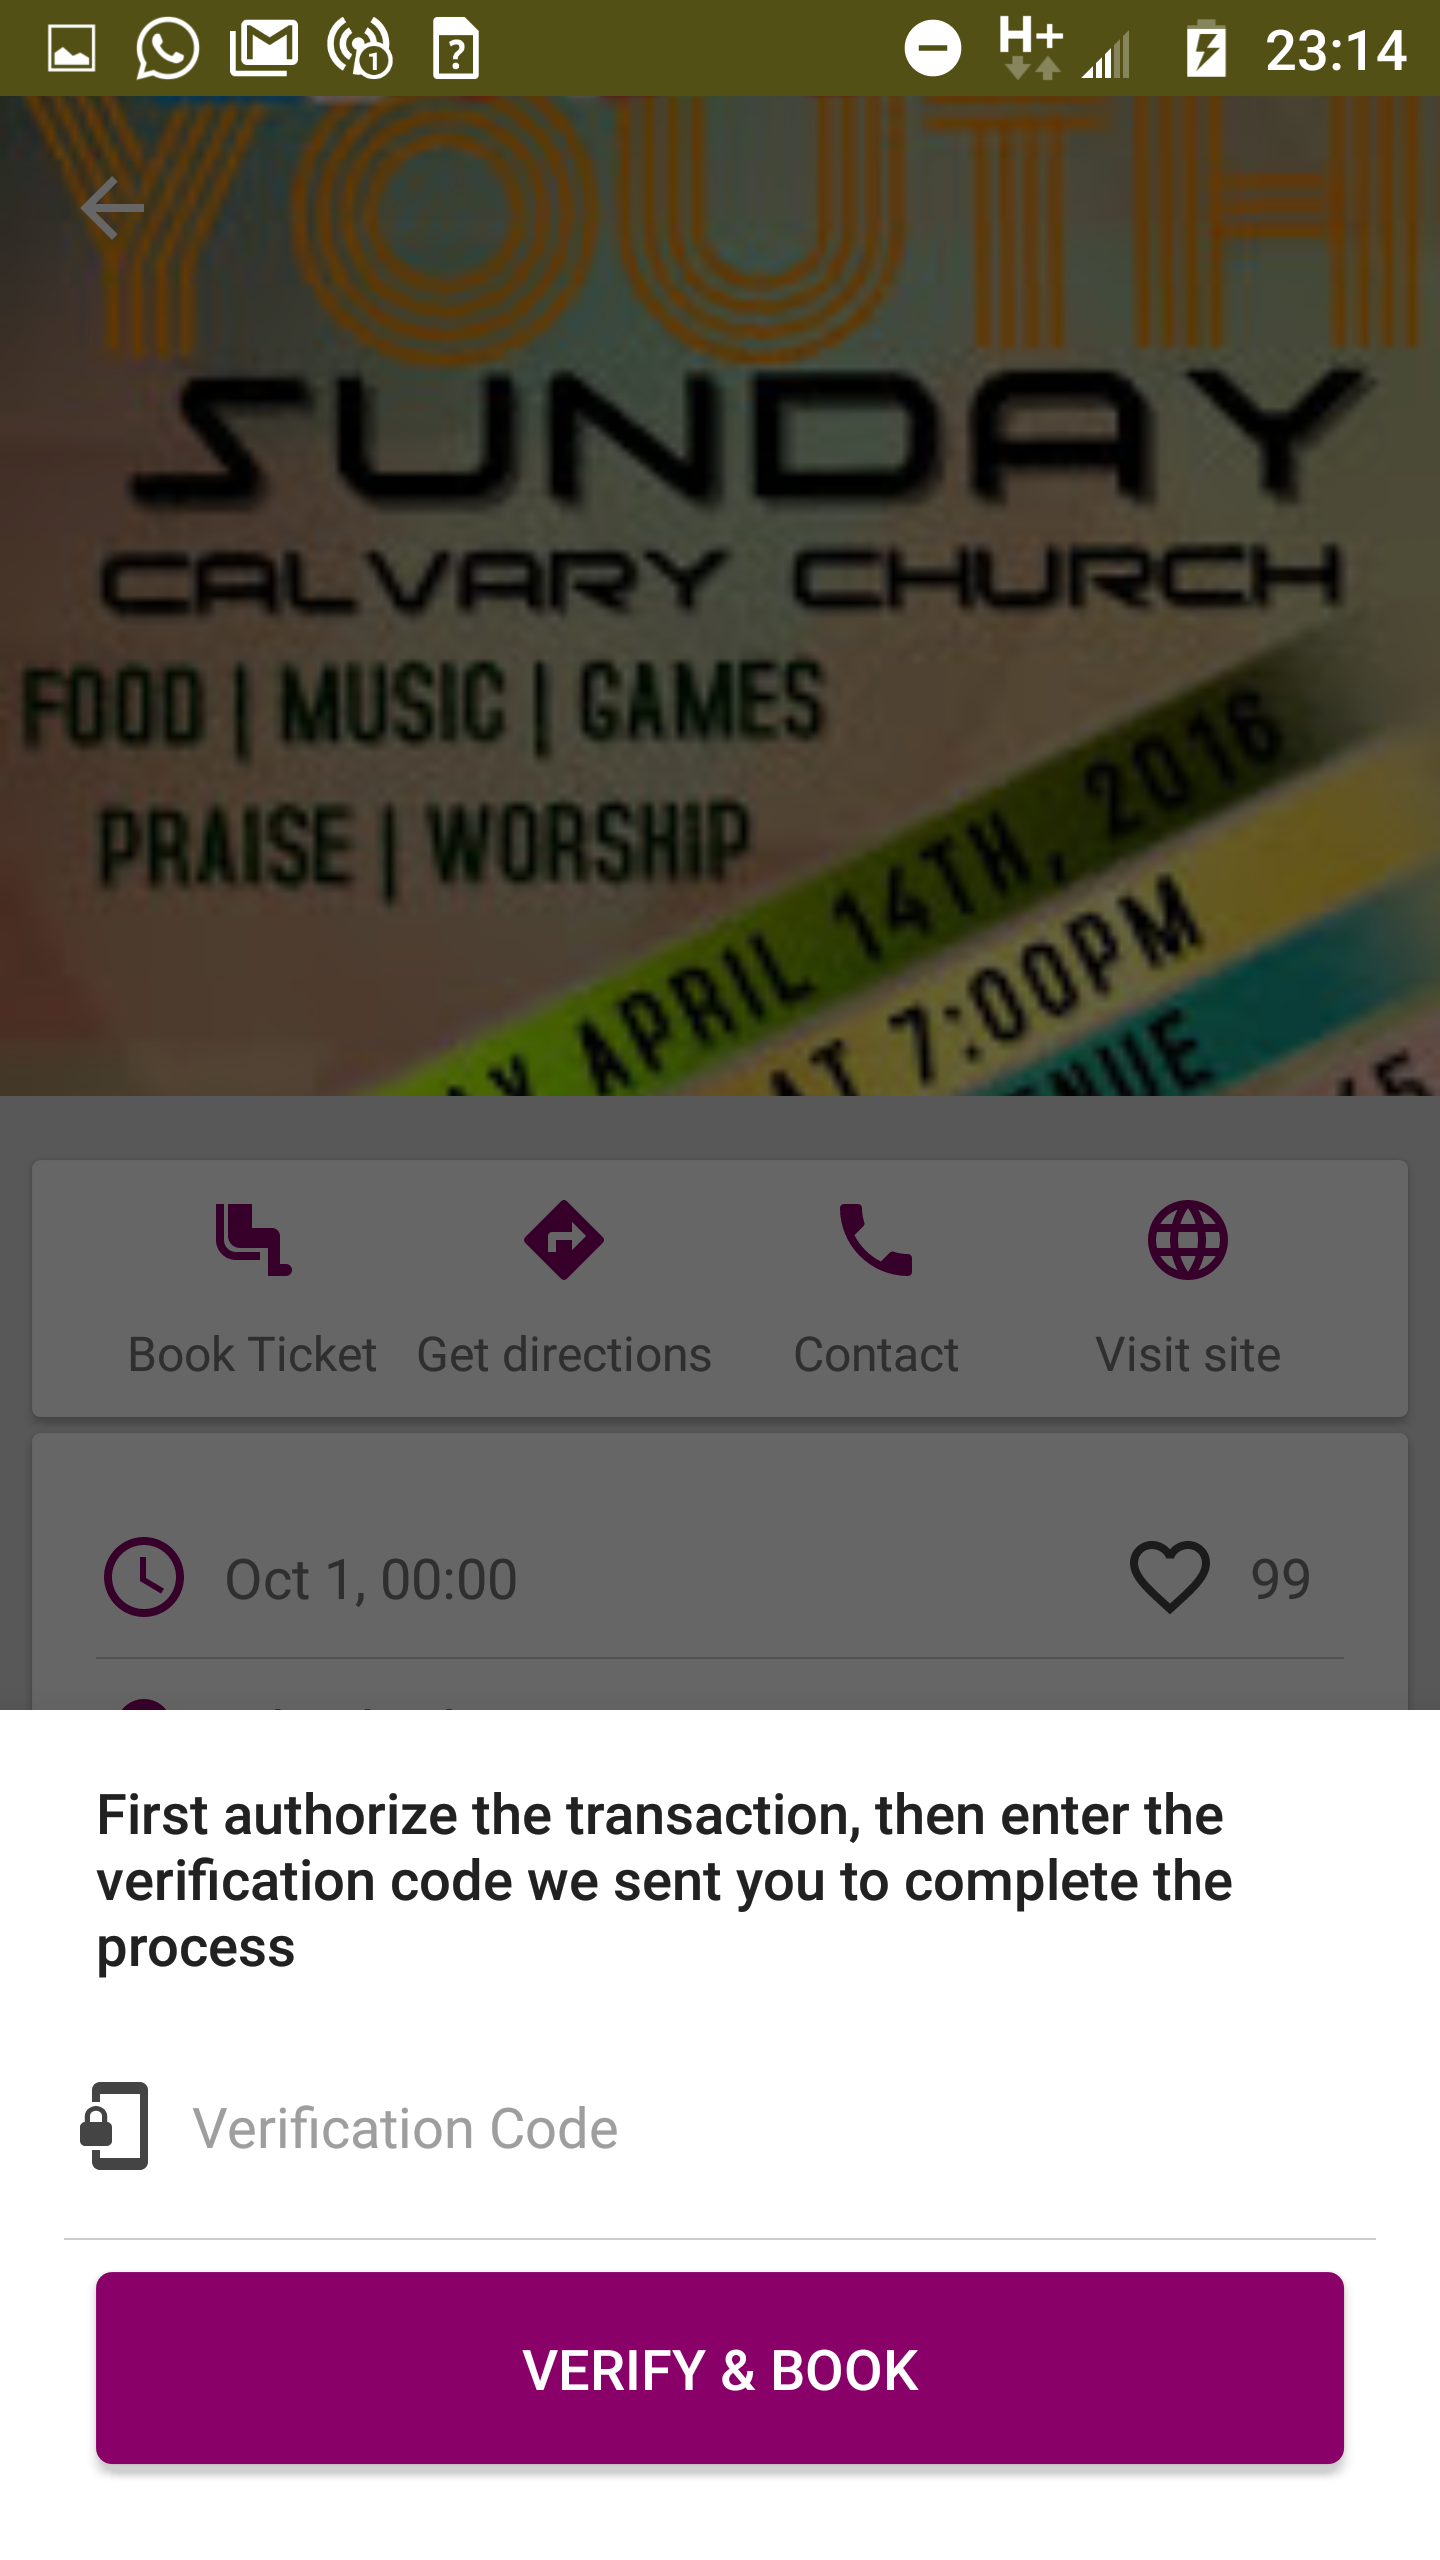 23:14
YOUTH
SUNDAY
CALVARY CHURCH
FOOD | MUSIC | GAMES
PRAISE | WORSHIP
APRIL 14TH, 2016
AT 7:00PM
Book Ticket
Get directions
Contact
Visit site
Oct 1, 00:00
99
First authorize the transaction, then enter the
verification code we sent you to complete the
process
Verification Code
VERIFY & BOOK